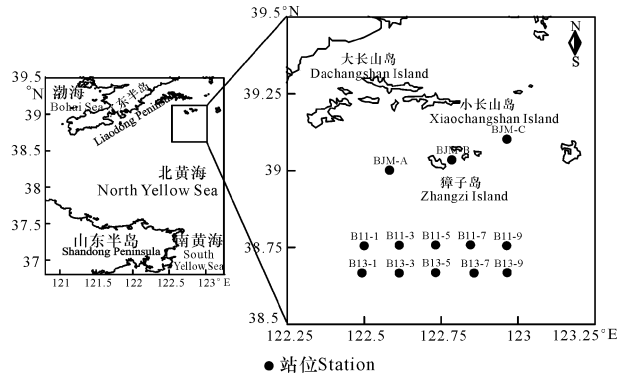 39.5
°N
39
38.5
38
37.5
37
121
121.5
122
122.5
123°E
渤海
Bohai Sea
辽东半岛
Liaodong Peninsula
北黄海
North Yellow Sea
山东半岛
Shandong Peninsula
南黄海
South
Yellow Sea
39.5°N
39.25
39
38.75
38.5
122.25
122.5
122.75
123
123.25°E
N
S
大长山岛
Dachangshan Island
小长山岛
Xiaochangshan Island
BJM-C
BJM-B
BJM-A
獐子岛
Zhangzi Island
B11-1 B11-3 B11-5 B11-7 B11-9
B13-1 B13-3 B13-5 B13-7 B13-9
站位Station